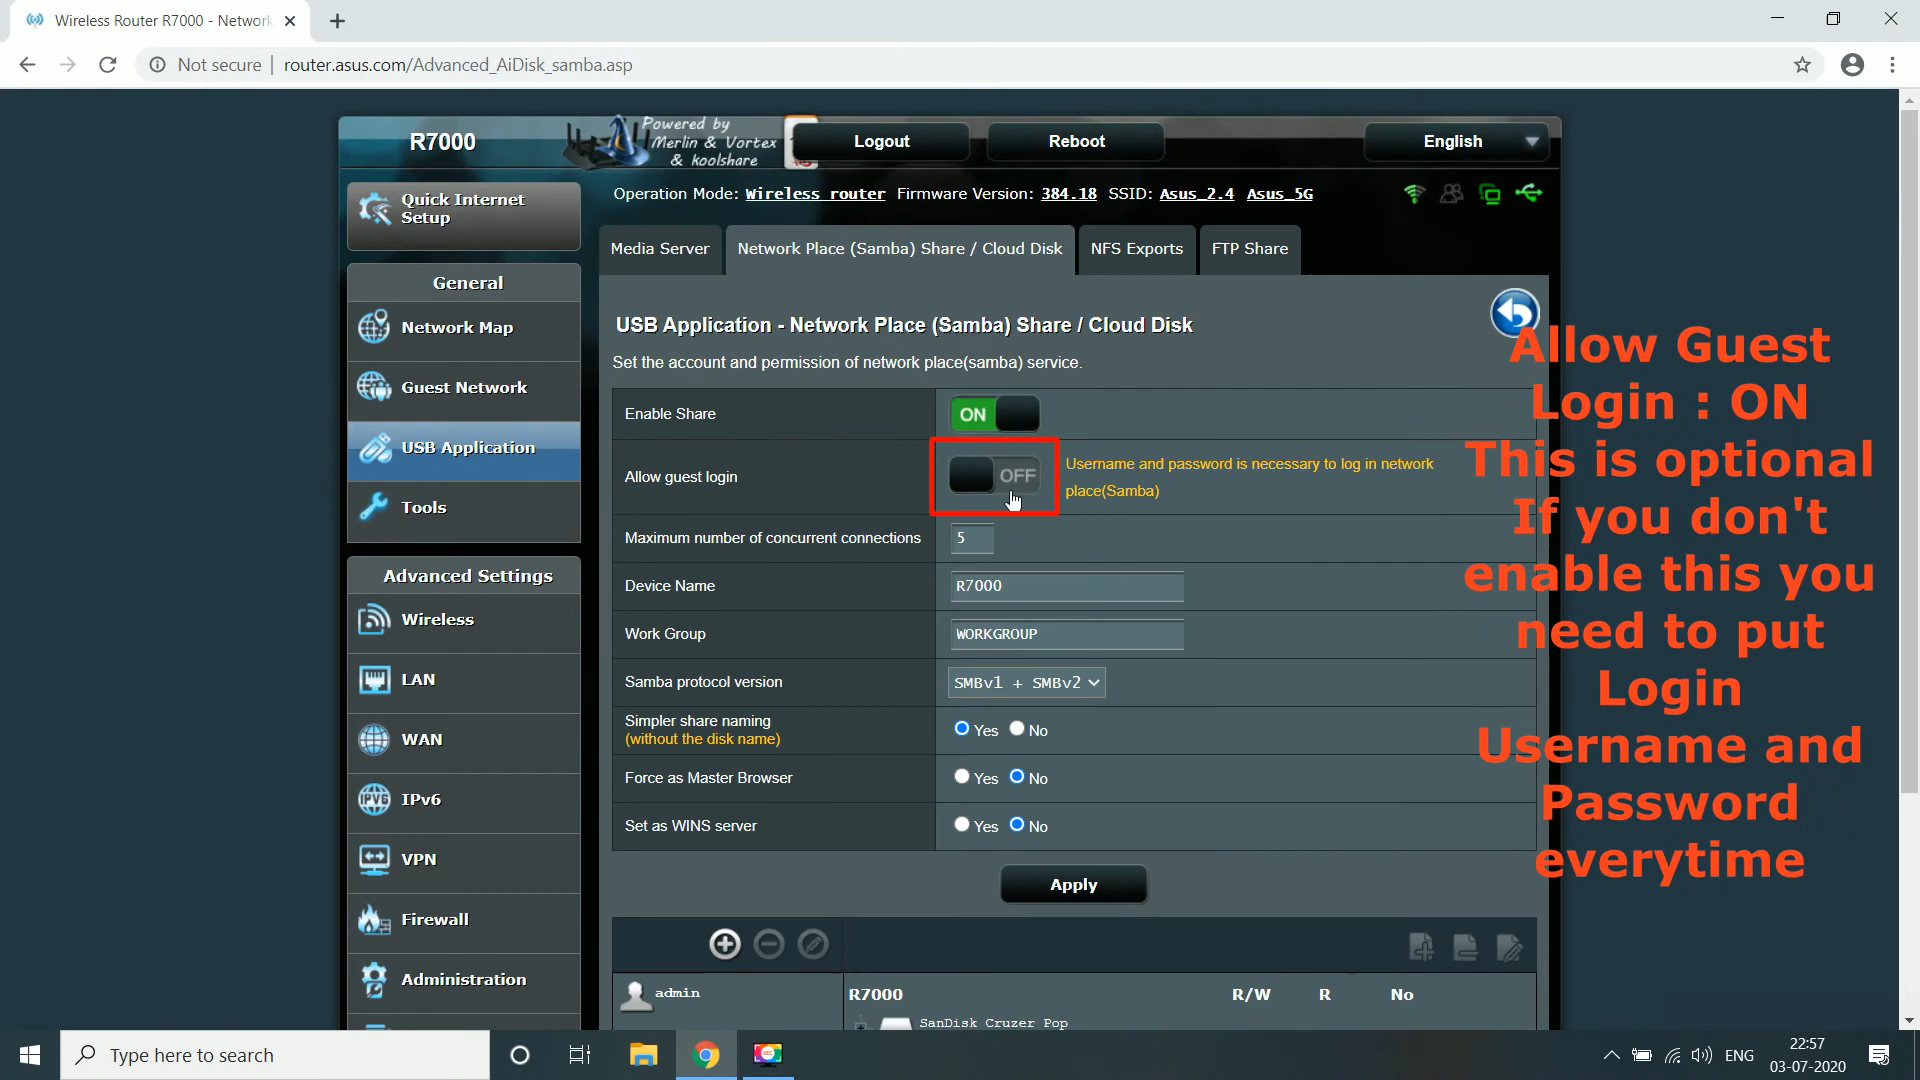 Wireless Router R7000 - Network
Not secure
router.asus.com/Advanced_AiDisk_samba.asp
R7000
Powered by
Merlin & Vortex
& koolshare
Logout
Reboot
English
Operation Mode: Wireless router Firmware Version: 384.18 SSID: Asus_2.4 Asus_5G
Quick Internet
Setup
General
Network Map
Guest Network
USB Application
Tools
Advanced Settings
Wireless
LAN
WAN
IPv6
VPN
Firewall
Administration
Media Server
Network Place (Samba) Share / Cloud Disk
NFS Exports
FTP Share
USB Application - Network Place (Samba) Share / Cloud Disk
Set the account and permission of network place(samba) service.
Enable Share
ON
Allow guest login
OFF
Username and password is necessary to log in network
place(Samba)
Maximum number of concurrent connections
5
Device Name
R7000
Work Group
WORKGROUP
Samba protocol version
SMBv1 + SMBv2
Simpler share naming
(without the disk name)
Yes No
Force as Master Browser
Yes No
Set as WINS server
Yes No
Apply
admin
R7000
R/W
R
No
SanDisk Cruzer Pop
Allow Guest
Login : ON
This is optional
If you don't
enable this you
need to put
Login
Username and
Password
everytime
Type here to search
ENG
22:57
03-07-2020